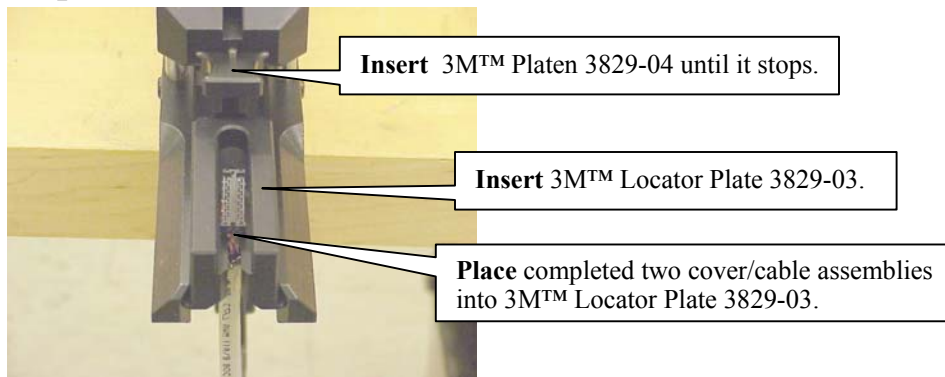 Insert 3M™ Platen 3829-04 until it stops.
Insert 3M™ Locator Plate 3829-03.
Place completed two cover/cable assemblies
into 3M™ Locator Plate 3829-03.